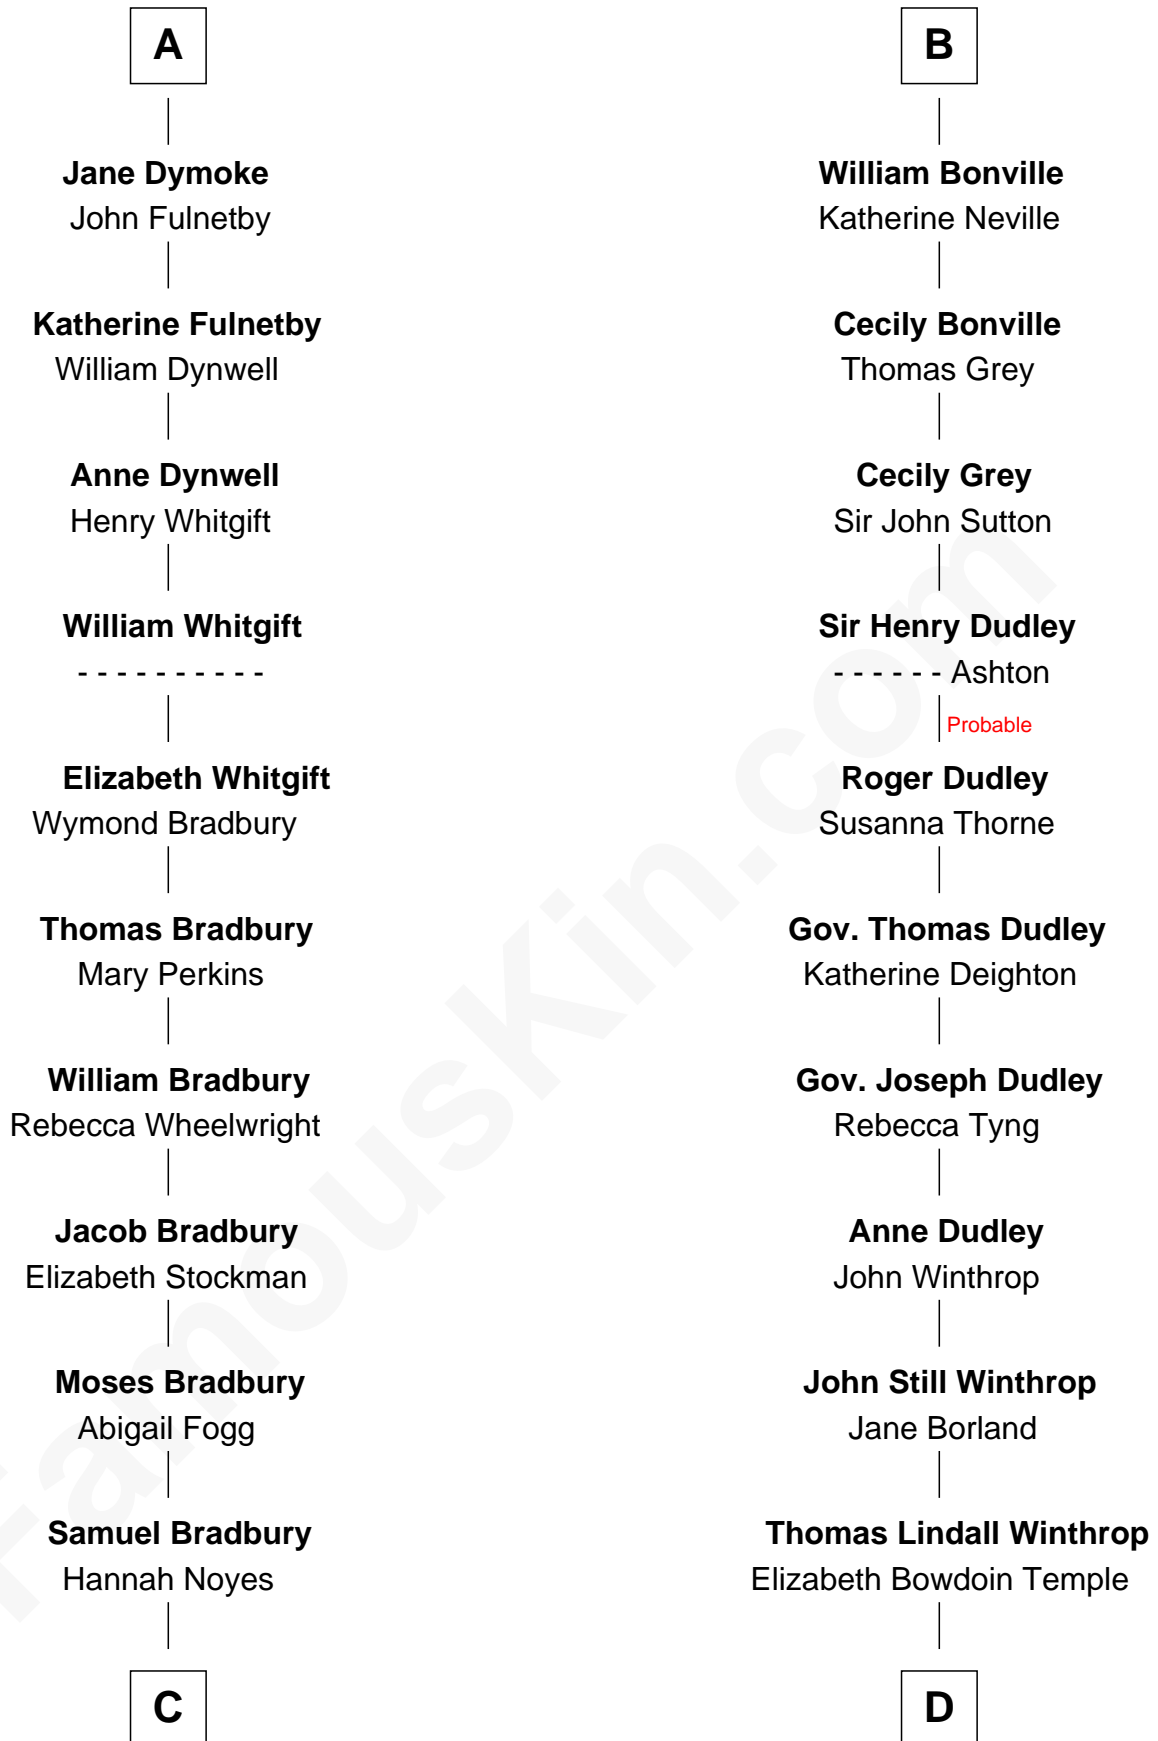 A
Jane Dymoke
John Fulnetby
Katherine Fulnetby
William Dynwell
Anne Dynwell
Henry Whitgift
William Whitgift
- - - - - - - - - -
Elizabeth Whitgift
Wymond Bradbury
Thomas Bradbury
Mary Perkins
William Bradbury
Rebecca Wheelwright
Jacob Bradbury
Elizabeth Stockman
Moses Bradbury
Abigail Fogg
Samuel Bradbury
Hannah Noyes
C
B
William Bonville
Katherine Neville
Cecily Bonville
Thomas Grey
Cecily Grey
Sir John Sutton
Sir Henry Dudley
- - - - - - Ashton
Probable
Roger Dudley
Susanna Thorne
Gov. Thomas Dudley
Katherine Deighton
Gov. Joseph Dudley
Rebecca Tyng
Anne Dudley
John Winthrop
John Still Winthrop
Jane Borland
Thomas Lindall Winthrop
Elizabeth Bowdoin Temple
D
FamousKin.com